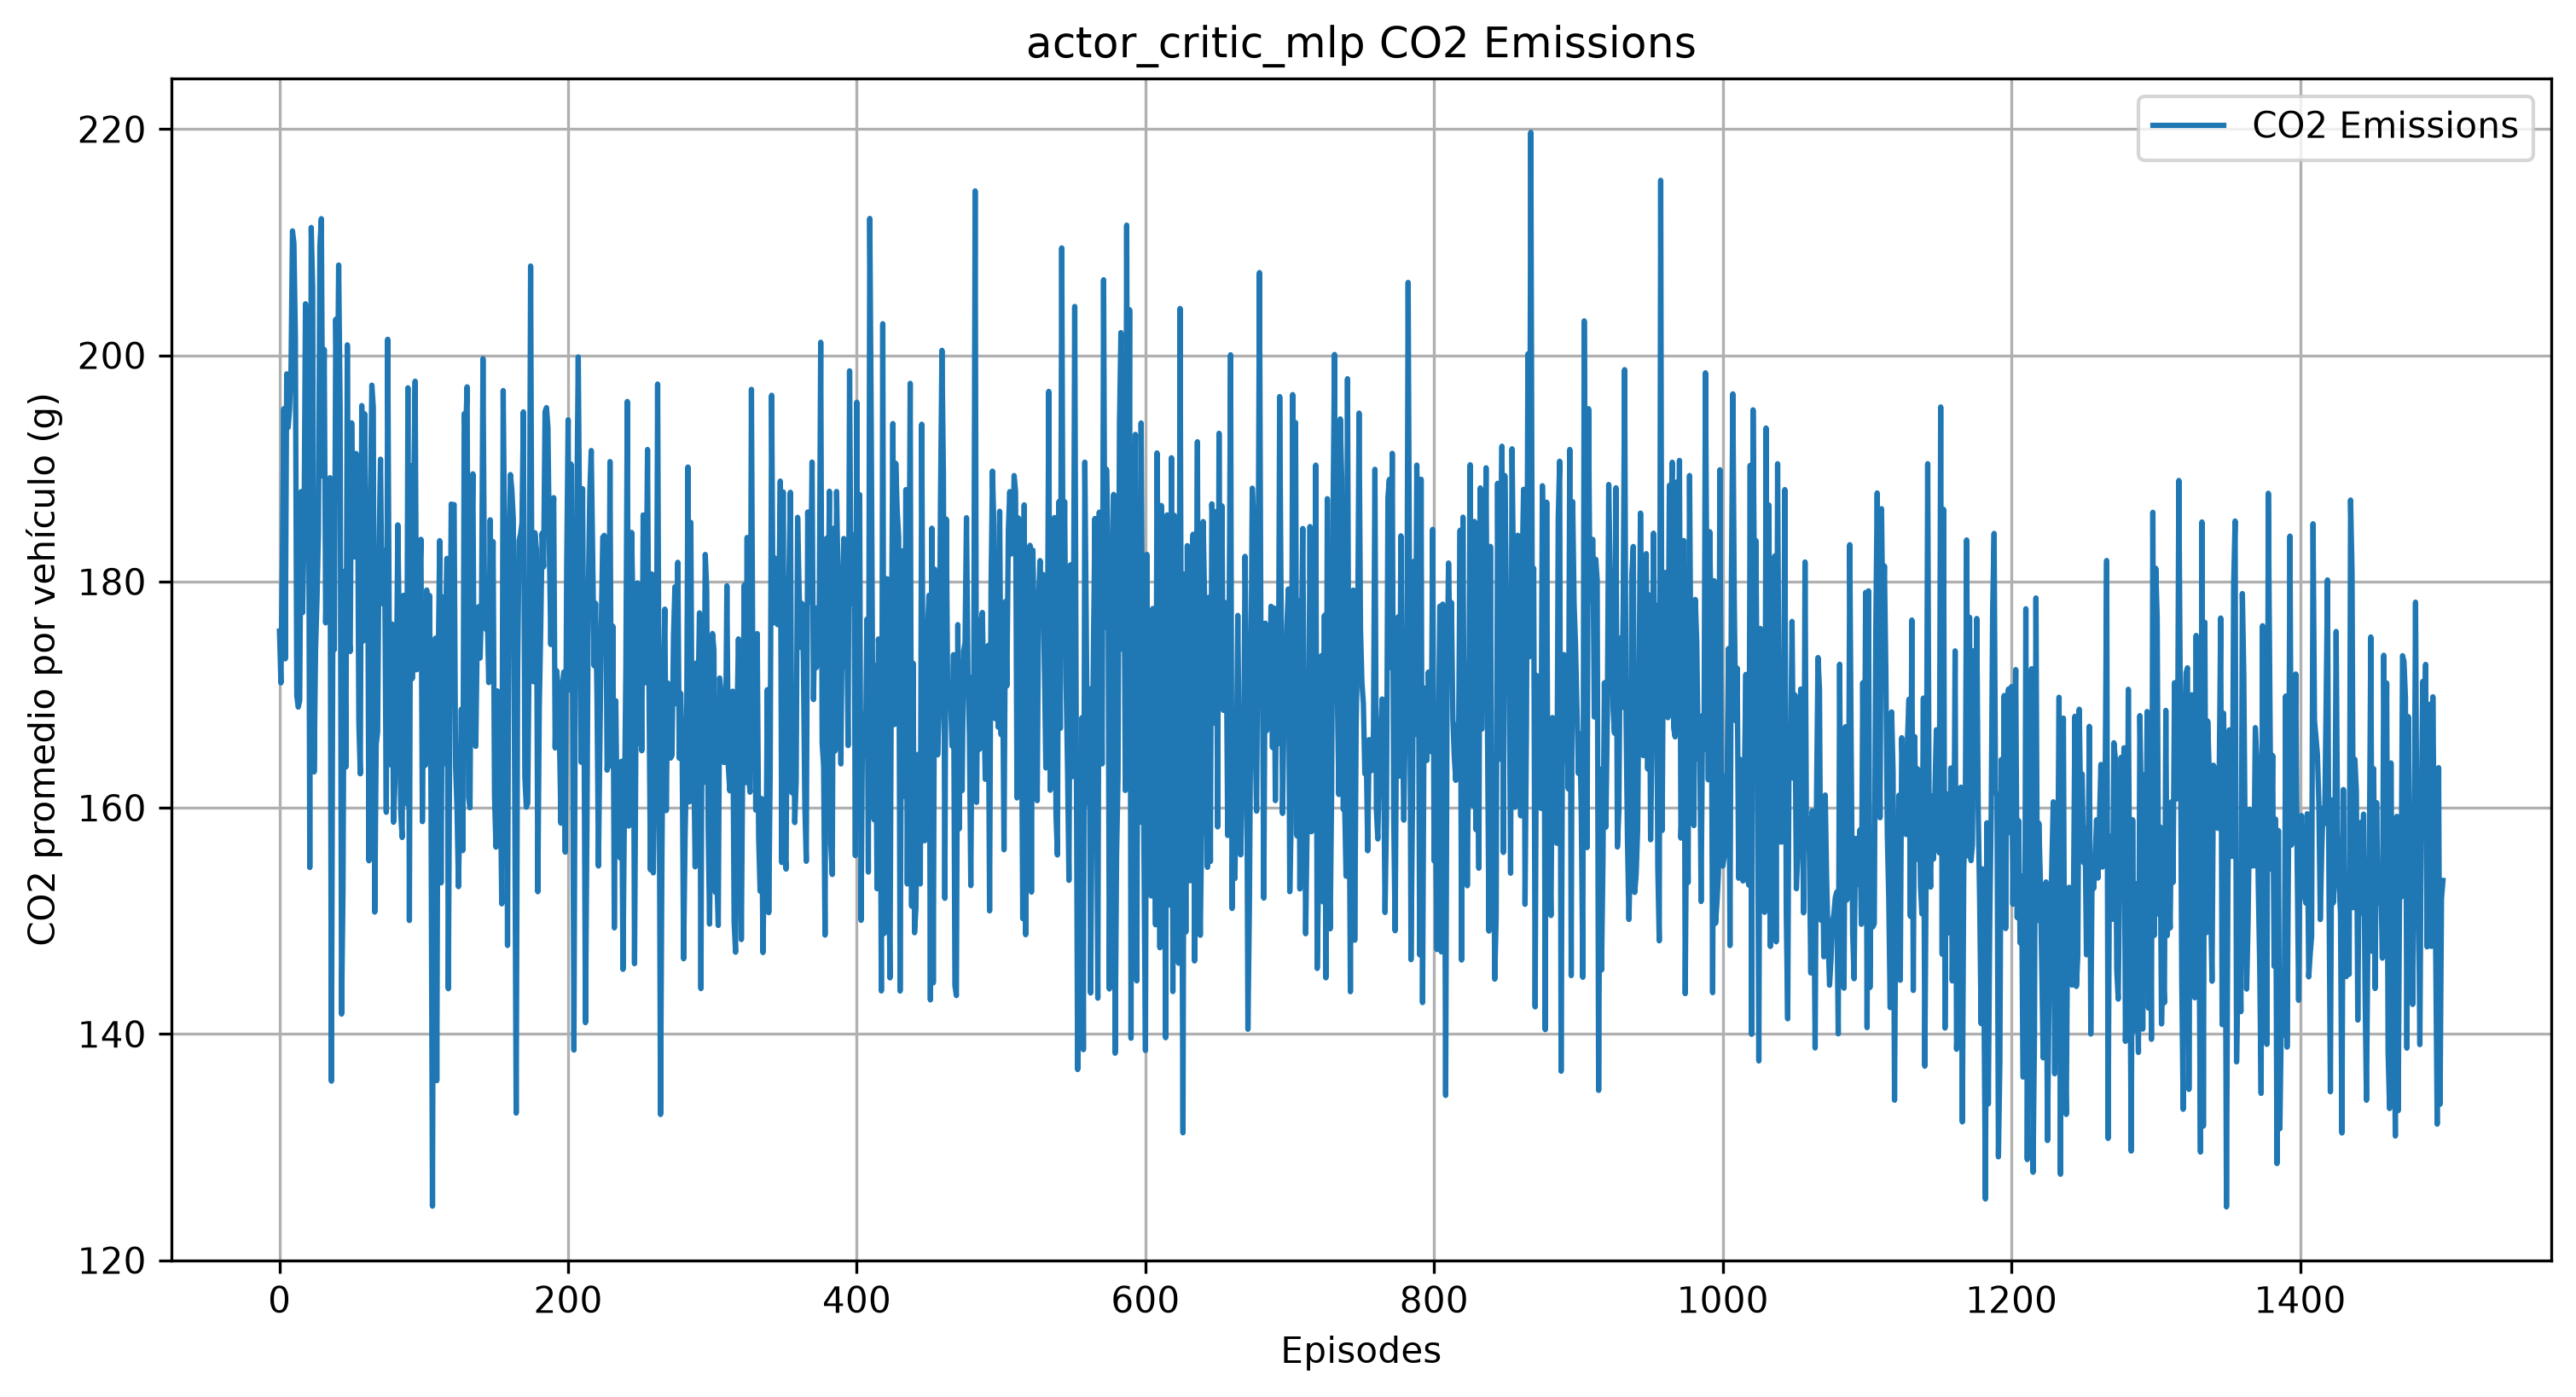 actor_critic_mlp CO2 Emissions
CO2 Emissions
CO2 promedio por vehículo (g)
220
200
180
160
140
120
0 200 400 600 800 1000 1200 1400
Episodes